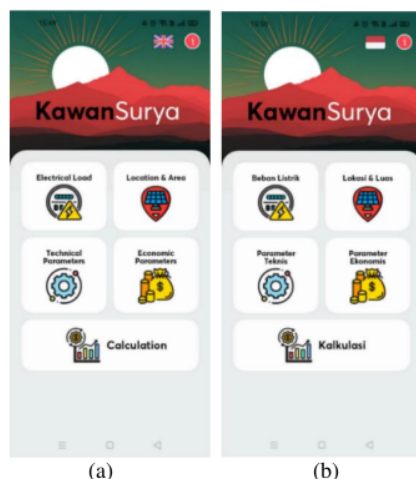 KawanSurya
Electrical Load
Location & Area
Technical
Parameters
Economic
Parameters
Calculation
(a)
KawanSurya
Beban Listrik
Lokasi & Luas
Parameter
Teknis
Parameter
Ekonomis
Kalkulasi
(b)